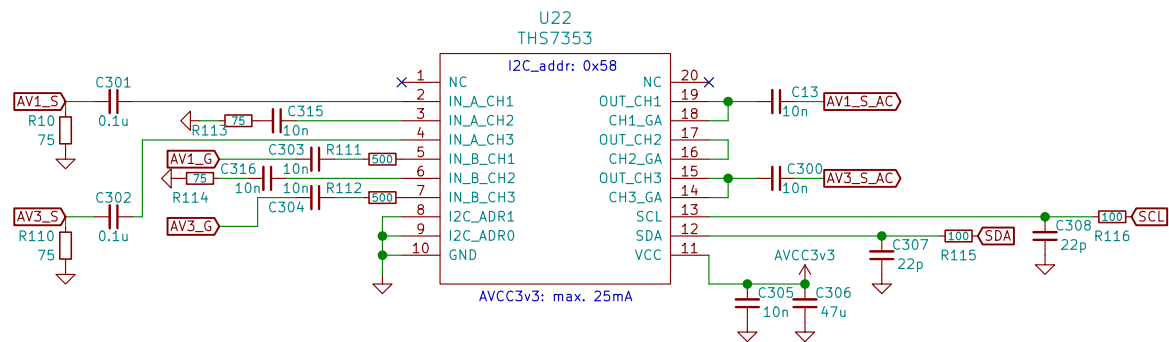 U22
THS7353
I2C_addr: 0x58
1 NC
2 IN_A_CH1
3 IN_A_CH2
4 IN_A_CH3
5 IN_B_CH1
6 IN_B_CH2
7 IN_B_CH3
8 I2C_ADR1
9 I2C_ADR0
10 GND
NC 20
OUT_CH1 19
CH1_GA 18
OUT_CH2 17
CH2_GA 16
OUT_CH3 15
CH3_GA 14
SCL 13
SDA 12
VCC 11
AVCC3v3: max. 25mA
C301
AV1_S
0.1u
R10
75
R113
75
C315
10n
AV1_G
C303
10n
R111
500
C316
10n
75
R114
10n
C304
R112
500
C302
AV3_S
0.1u
AV3_G
R110
75
C13
10n
AV1_S_AC
C300
10n
AV3_S_AC
C308
22p
100
R116
SCL
C307
22p
100
R115
SDA
AVCC3v3
C305
10n
C306
47u